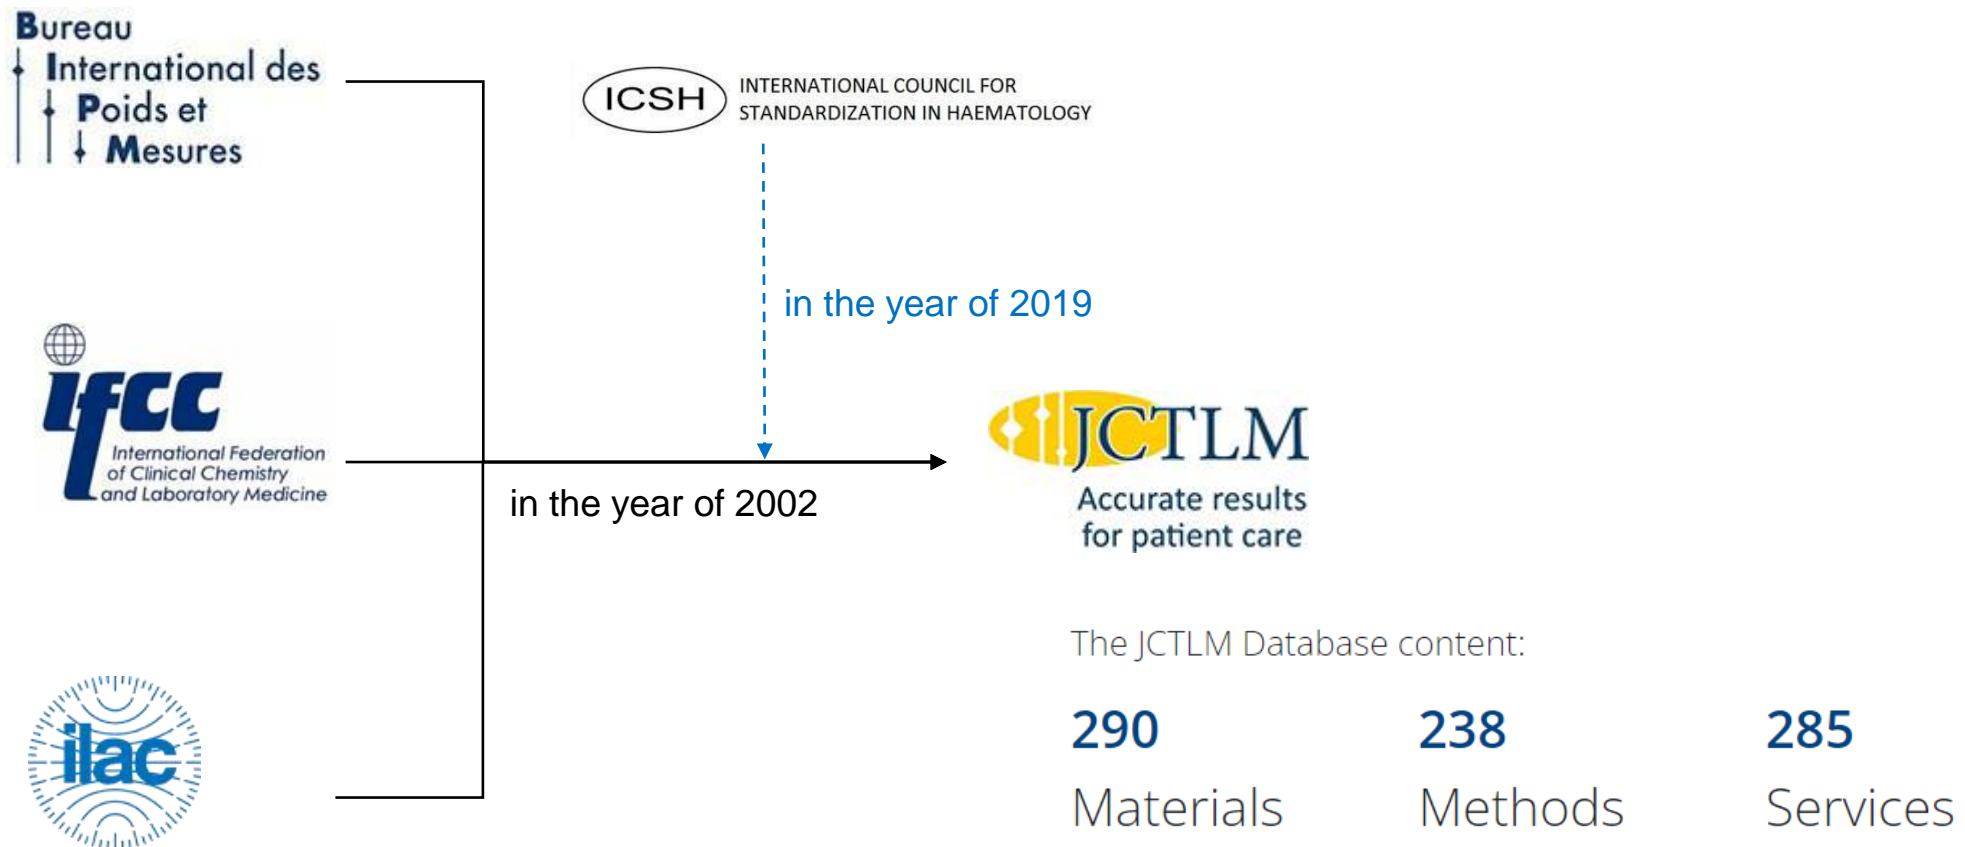 Bureau
International des
Poids et
Mesures
ICSH
INTERNATIONAL COUNCIL FOR
STANDARDIZATION IN HAEMATOLOGY
in the year of 2019
ifcc
International Federation
of Clinical Chemistry
and Laboratory Medicine
in the year of 2002
JCTLM
Accurate results
for patient care
ilac
The JCTLM Database content:
290 238 285
Materials Methods Services